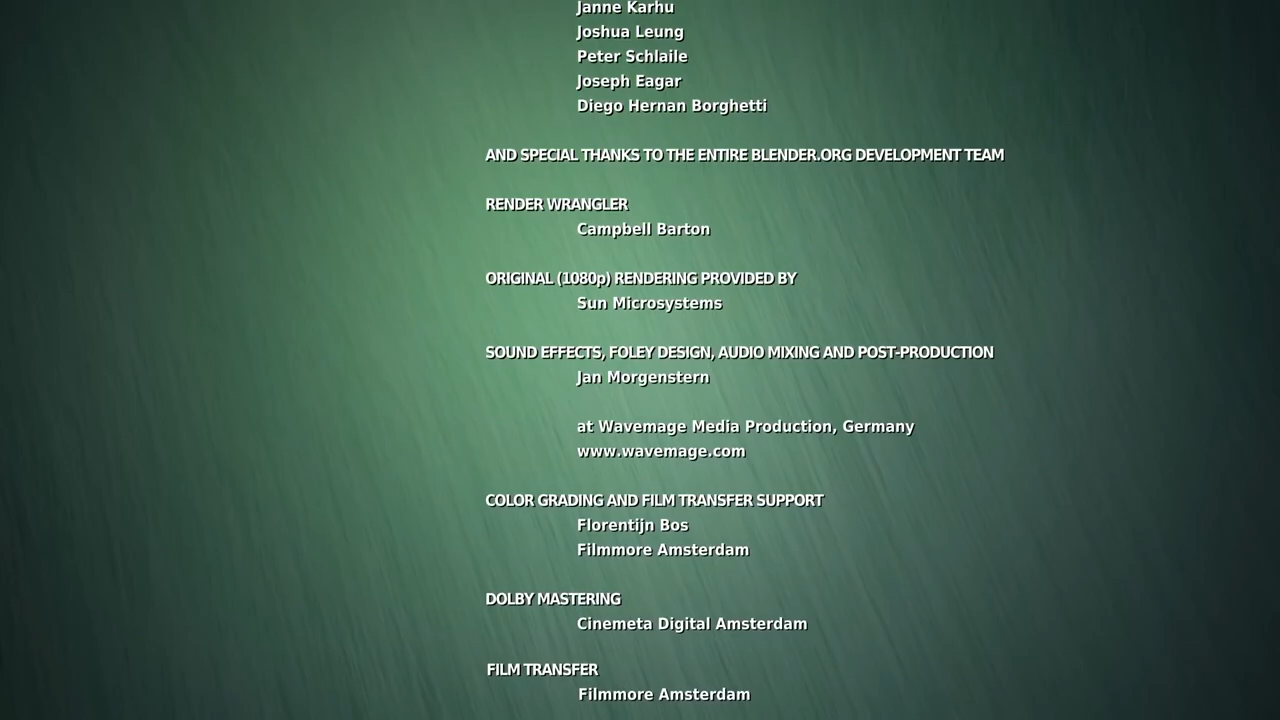 Janne Karhu
Joshua Leung
Peter Schlaile
Joseph Eagar
Diego Hernan Borghetti
AND SPECIAL THANKS TO THE ENTIRE BLENDER.ORG DEVELOPMENT TEAM
RENDER WRANGLER
Campbell Barton
ORIGINAL (1080p) RENDERING PROVIDED BY
Sun Microsystems
SOUND EFFECTS, FOLEY DESIGN, AUDIO MIXING AND POST-PRODUCTION
Jan Morgenstern
at Wavemage Media Production, Germany
www.wavemage.com
COLOR GRADING AND FILM TRANSFER SUPPORT
Florentijn Bos
Filmmore Amsterdam
DOLBY MASTERING
Cinemeta Digital Amsterdam
FILM TRANSFER
Filmmore Amsterdam